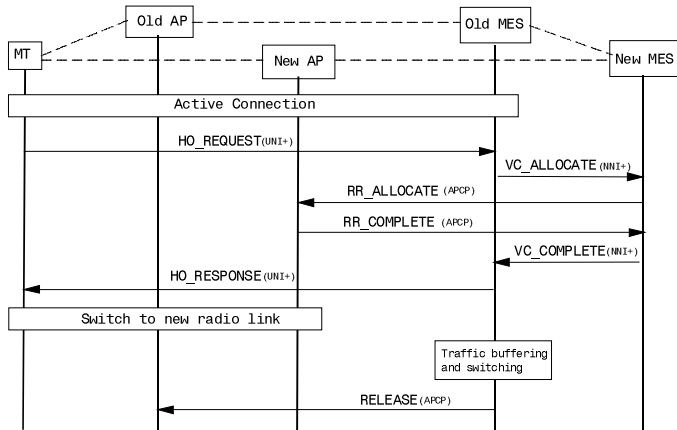 Old AP
Old MES
MT
New AP
New MES
Active Connection
HO_REQUEST(UNI+)
VC_ALLOCATE(NNI+)
RR_ALLOCATE (APCP)
RR_COMPLETE (APCP)
VC_COMPLETE(NNI+)
HO_RESPONSE(UNI+)
Switch to new radio link
Traffic buffering
and switching
RELEASE(APCP)